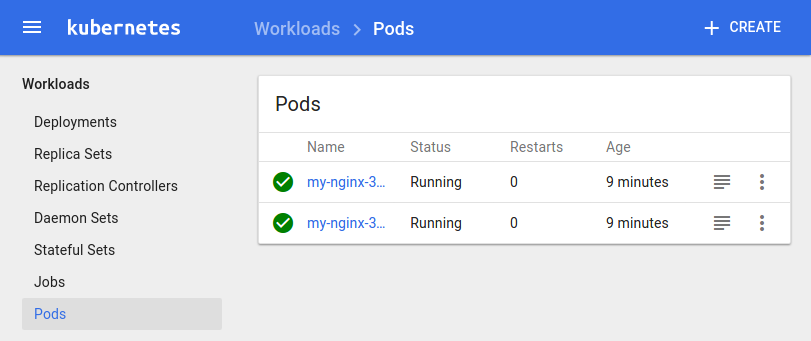 kubernetes
Workloads > Pods
+ CREATE
Workloads
Deployments
Replica Sets
Replication Controllers
Daemon Sets
Stateful Sets
Jobs
Pods
Pods
Name Status Restarts Age
my-nginx-3... Running 0 9 minutes
my-nginx-3... Running 0 9 minutes